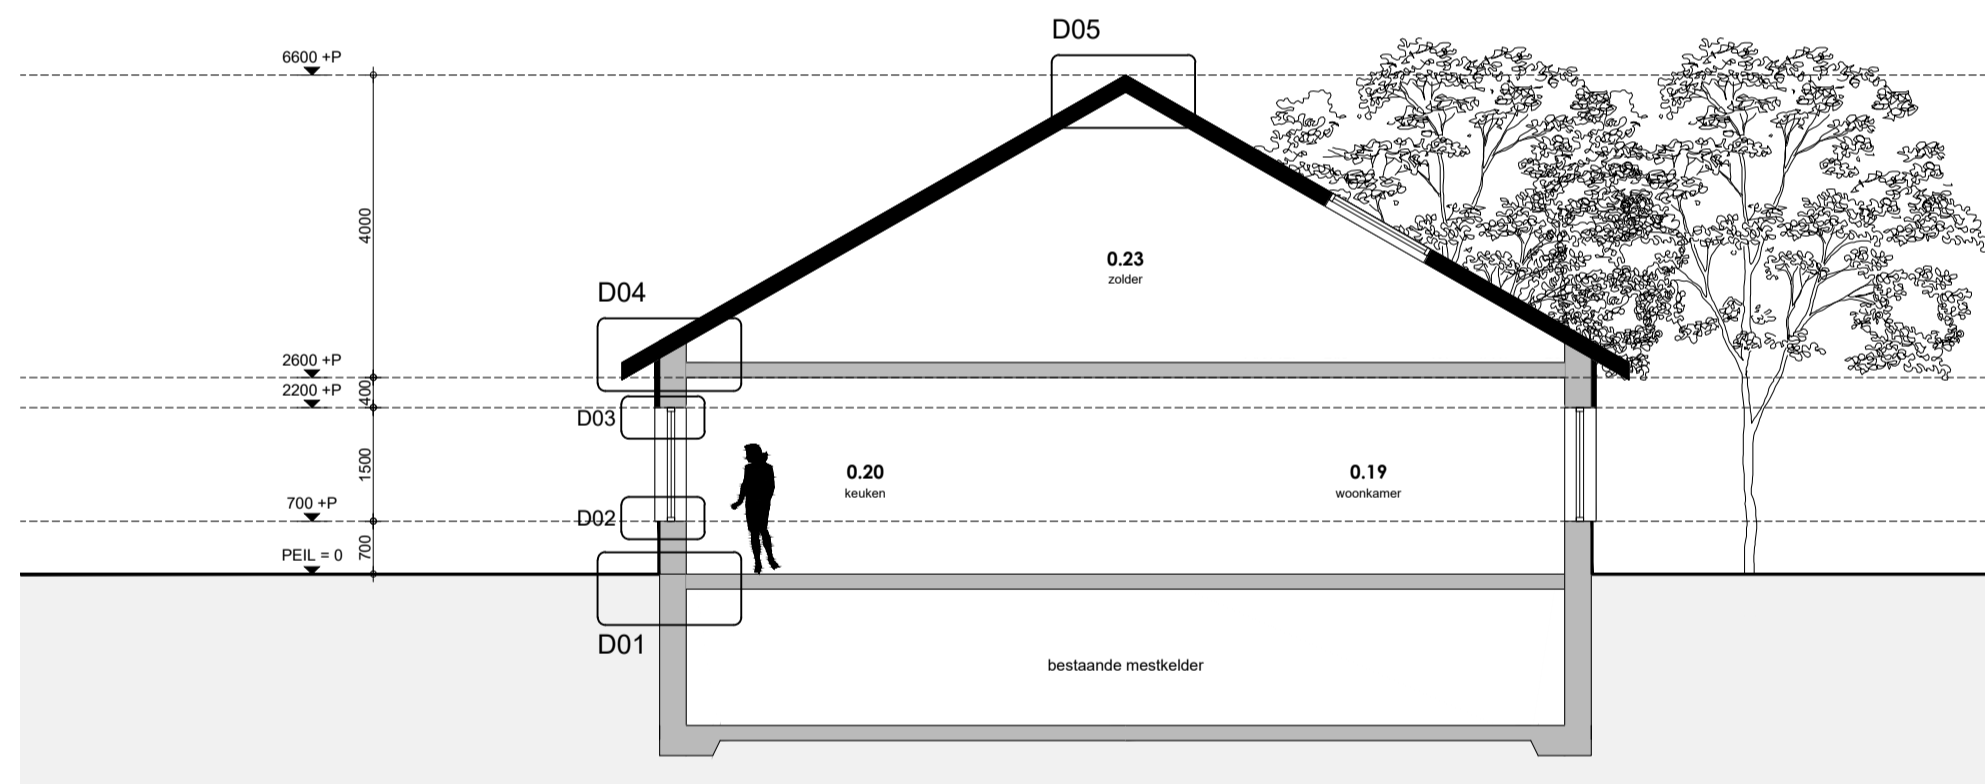 D05
6600 +P
4000
0.23
zolder
D04
2600 +P
400
2200 +P
D03
1500
0.20
keuken
0.19
woonkamer
700 +P
D02
700
PEIL = 0
D01
bestaande mestkelder